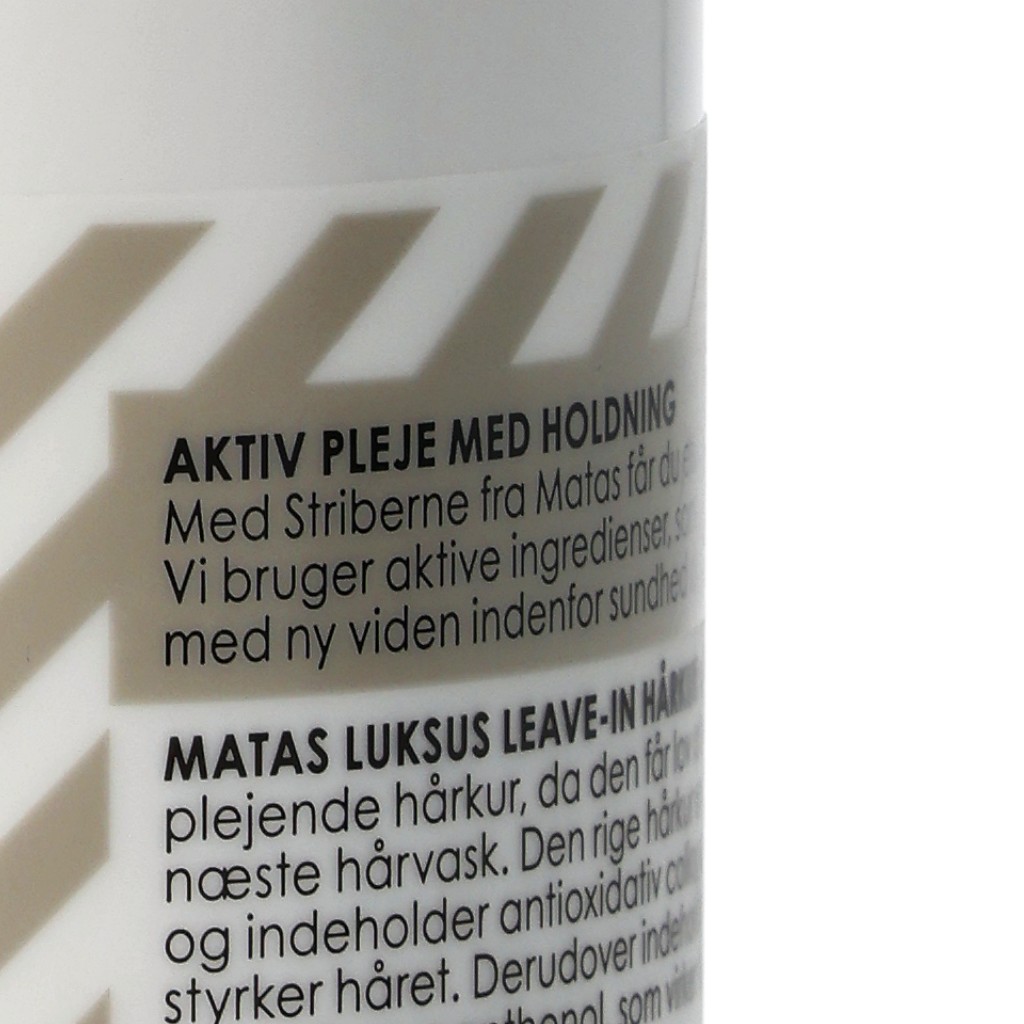 AKTIV PLEJE MED HOLDNING
Med Striberne fra Matas får du
Vi bruger aktive ingredienser,
med ny viden indenfor
MATAS LUKSUS LEAVE-IN
plejende hårkur, da den får
næste hårvask. Den rige
og indeholder antioxidativ
styrker håret. Derudover
som